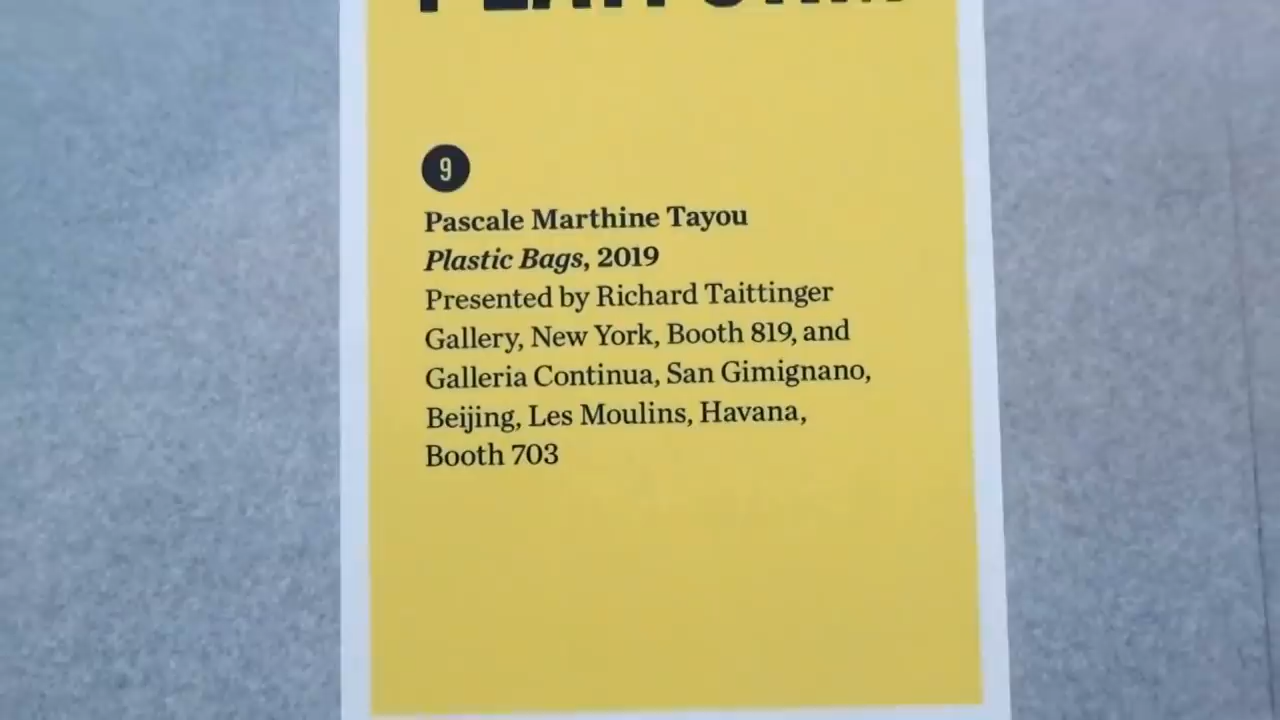 PLATFORM
9
Pascale Marthine Tayou
Plastic Bags, 2019
Presented by Richard Taittinger
Gallery, New York, Booth 819, and
Galleria Continua, San Gimignano,
Beijing, Les Moulins, Havana,
Booth 703